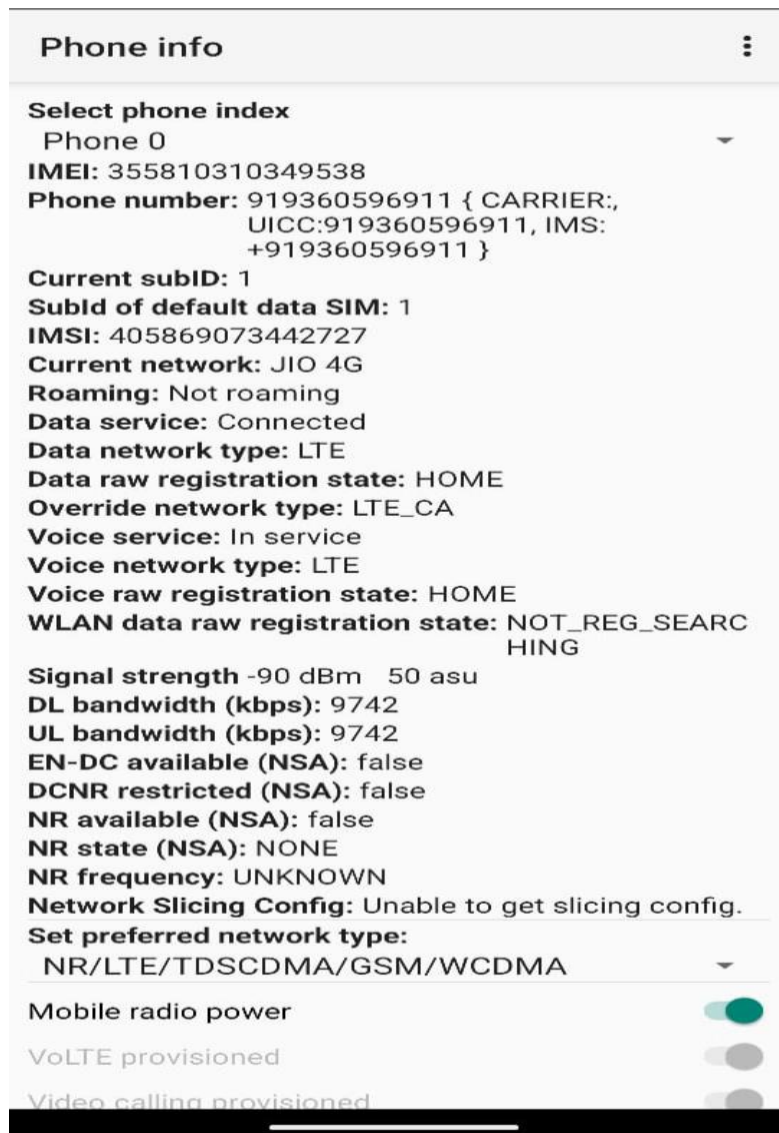 Phone info
Select phone index
Phone 0
IMEI: 355810310349538
Phone number: 919360596911 { CARRIER:,
UICC:919360596911, IMS:
+919360596911 }
Current subID: 1
SubId of default data SIM: 1
IMSI: 405869073442727
Current network: JIO 4G
Roaming: Not roaming
Data service: Connected
Data network type: LTE
Data raw registration state: HOME
Override network type: LTE_CA
Voice service: In service
Voice network type: LTE
Voice raw registration state: HOME
WLAN data raw registration state: NOT_REG_SEARC
HING
Signal strength -90 dBm 50 asu
DL bandwidth (kbps): 9742
UL bandwidth (kbps): 9742
EN-DC available (NSA): false
DCNR restricted (NSA): false
NR available (NSA): false
NR state (NSA): NONE
NR frequency: UNKNOWN
Network Slicing Config: Unable to get slicing config.
Set preferred network type:
NR/LTE/TDSCDMA/GSM/WCDMA
Mobile radio power
VoLTE provisioned
Video calling provisioned